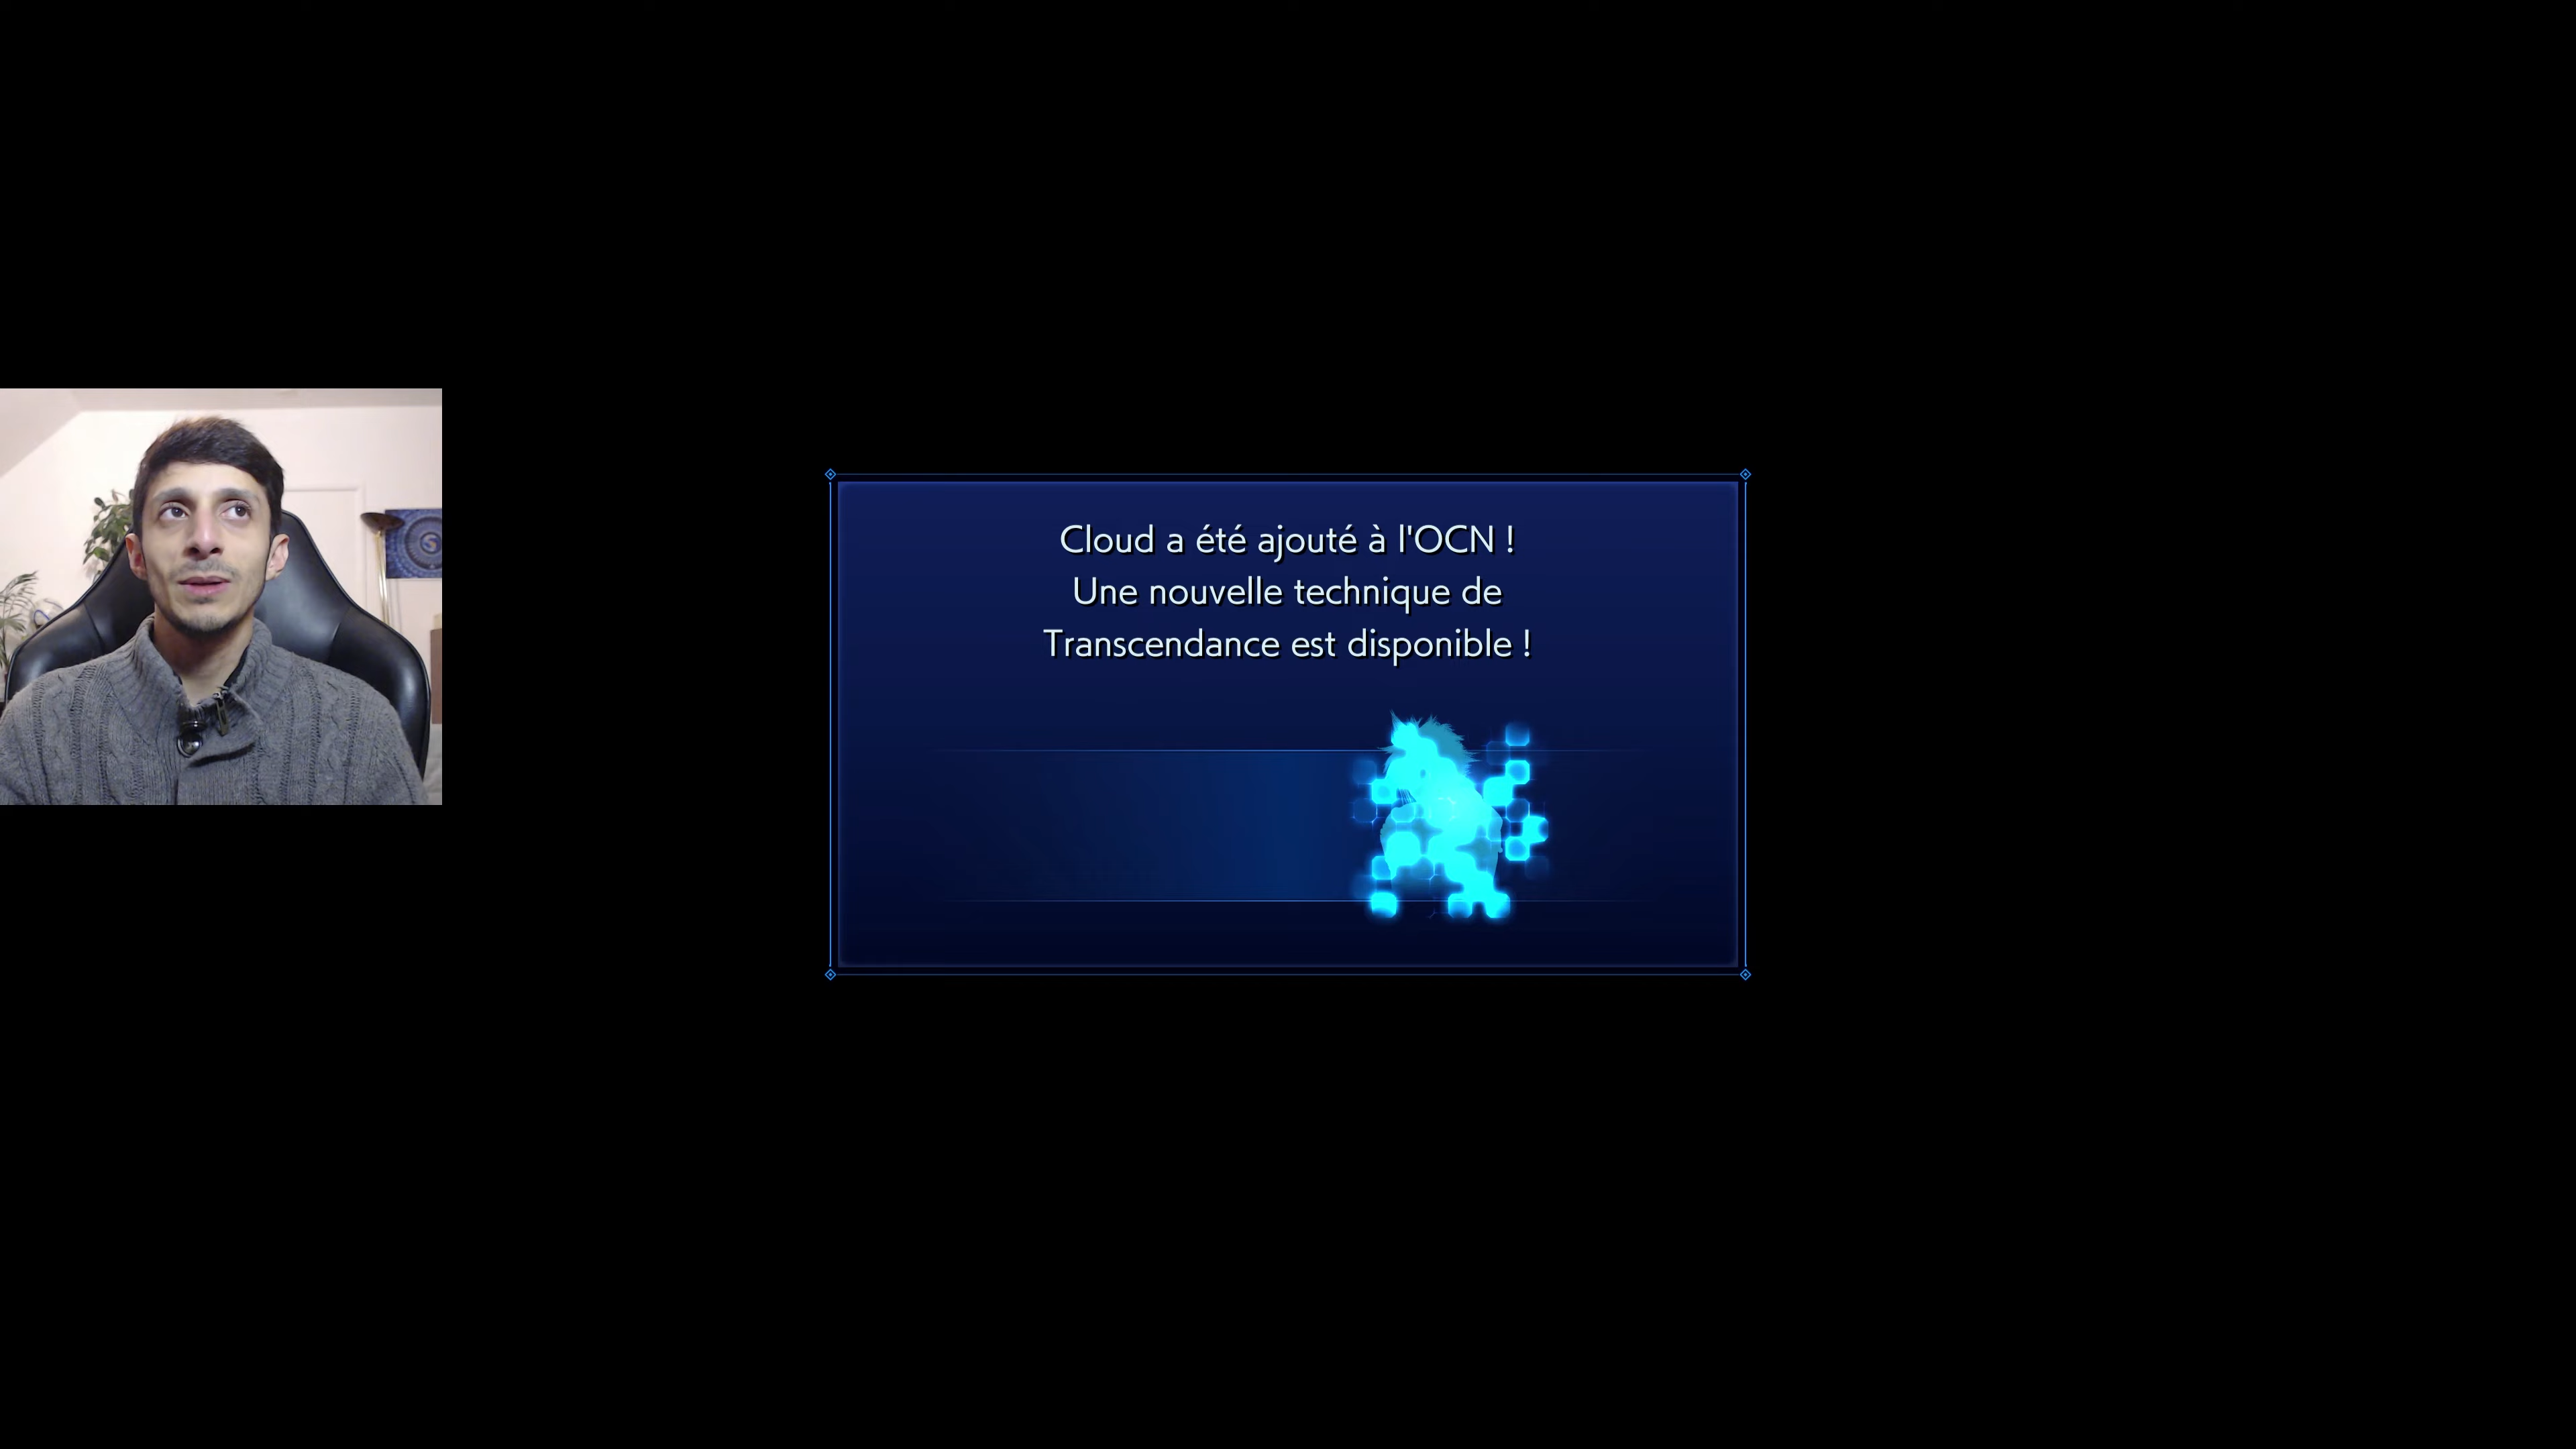 Cloud a été ajouté à l'OCN !
Une nouvelle technique de
Transcendance est disponible !